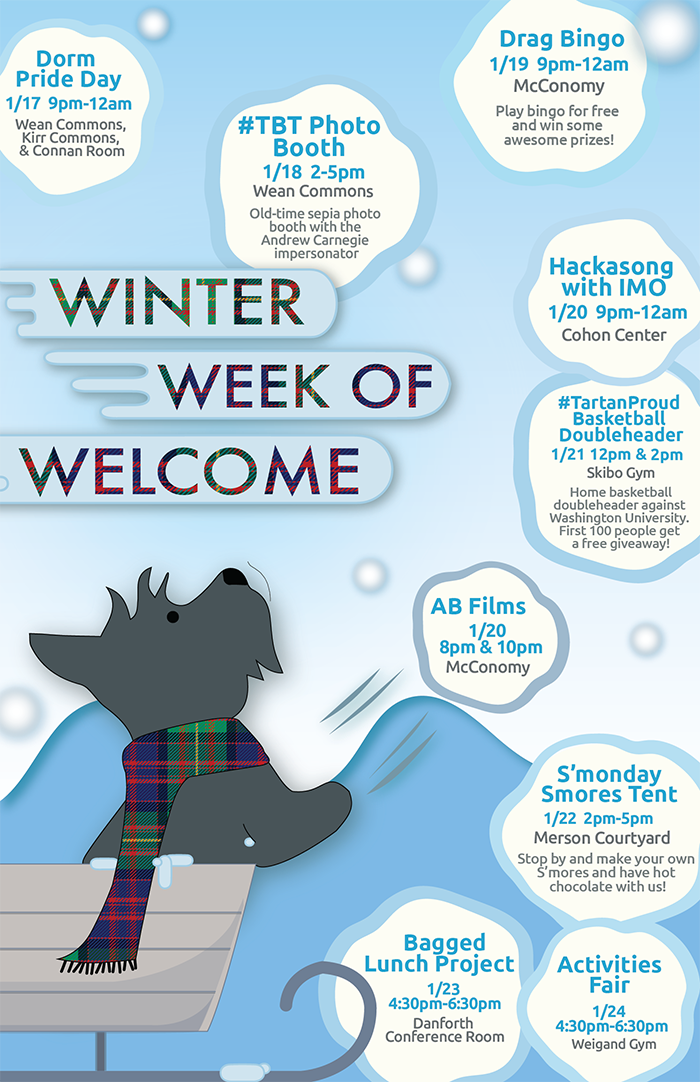 Dorm
Pride Day
1/17 9pm-12am
Wean Commons,
Kirr Commons,
& Connan Room
#TBT Photo
Booth
1/18 2-5pm
Wean Commons
Old-time sepia photo
booth with the
Andrew Carnegie
impersonator
Drag Bingo
1/19 9pm-12am
McConomy
Play bingo for free
and win some
awesome prizes!
WINTER
WEEK OF
WELCOME
Hackasong
with IMO
1/20 9pm-12am
Cohon Center
#TartanProud
Basketball
Doubleheader
1/21 12pm & 2pm
Skibo Gym
Home basketball
doubleheader against
Washington University.
First 100 people get
a free giveaway!
AB Films
1/20
8pm & 10pm
McConomy
S'monday
Smores Tent
1/22 2pm-5pm
Merson Courtyard
Stop by and make your own
S'mores and have hot
chocolate with us!
Bagged
Lunch Project
1/23
4:30pm-6:30pm
Danforth
Conference Room
Activities
Fair
1/24
4:30pm-6:30pm
Weigand Gym